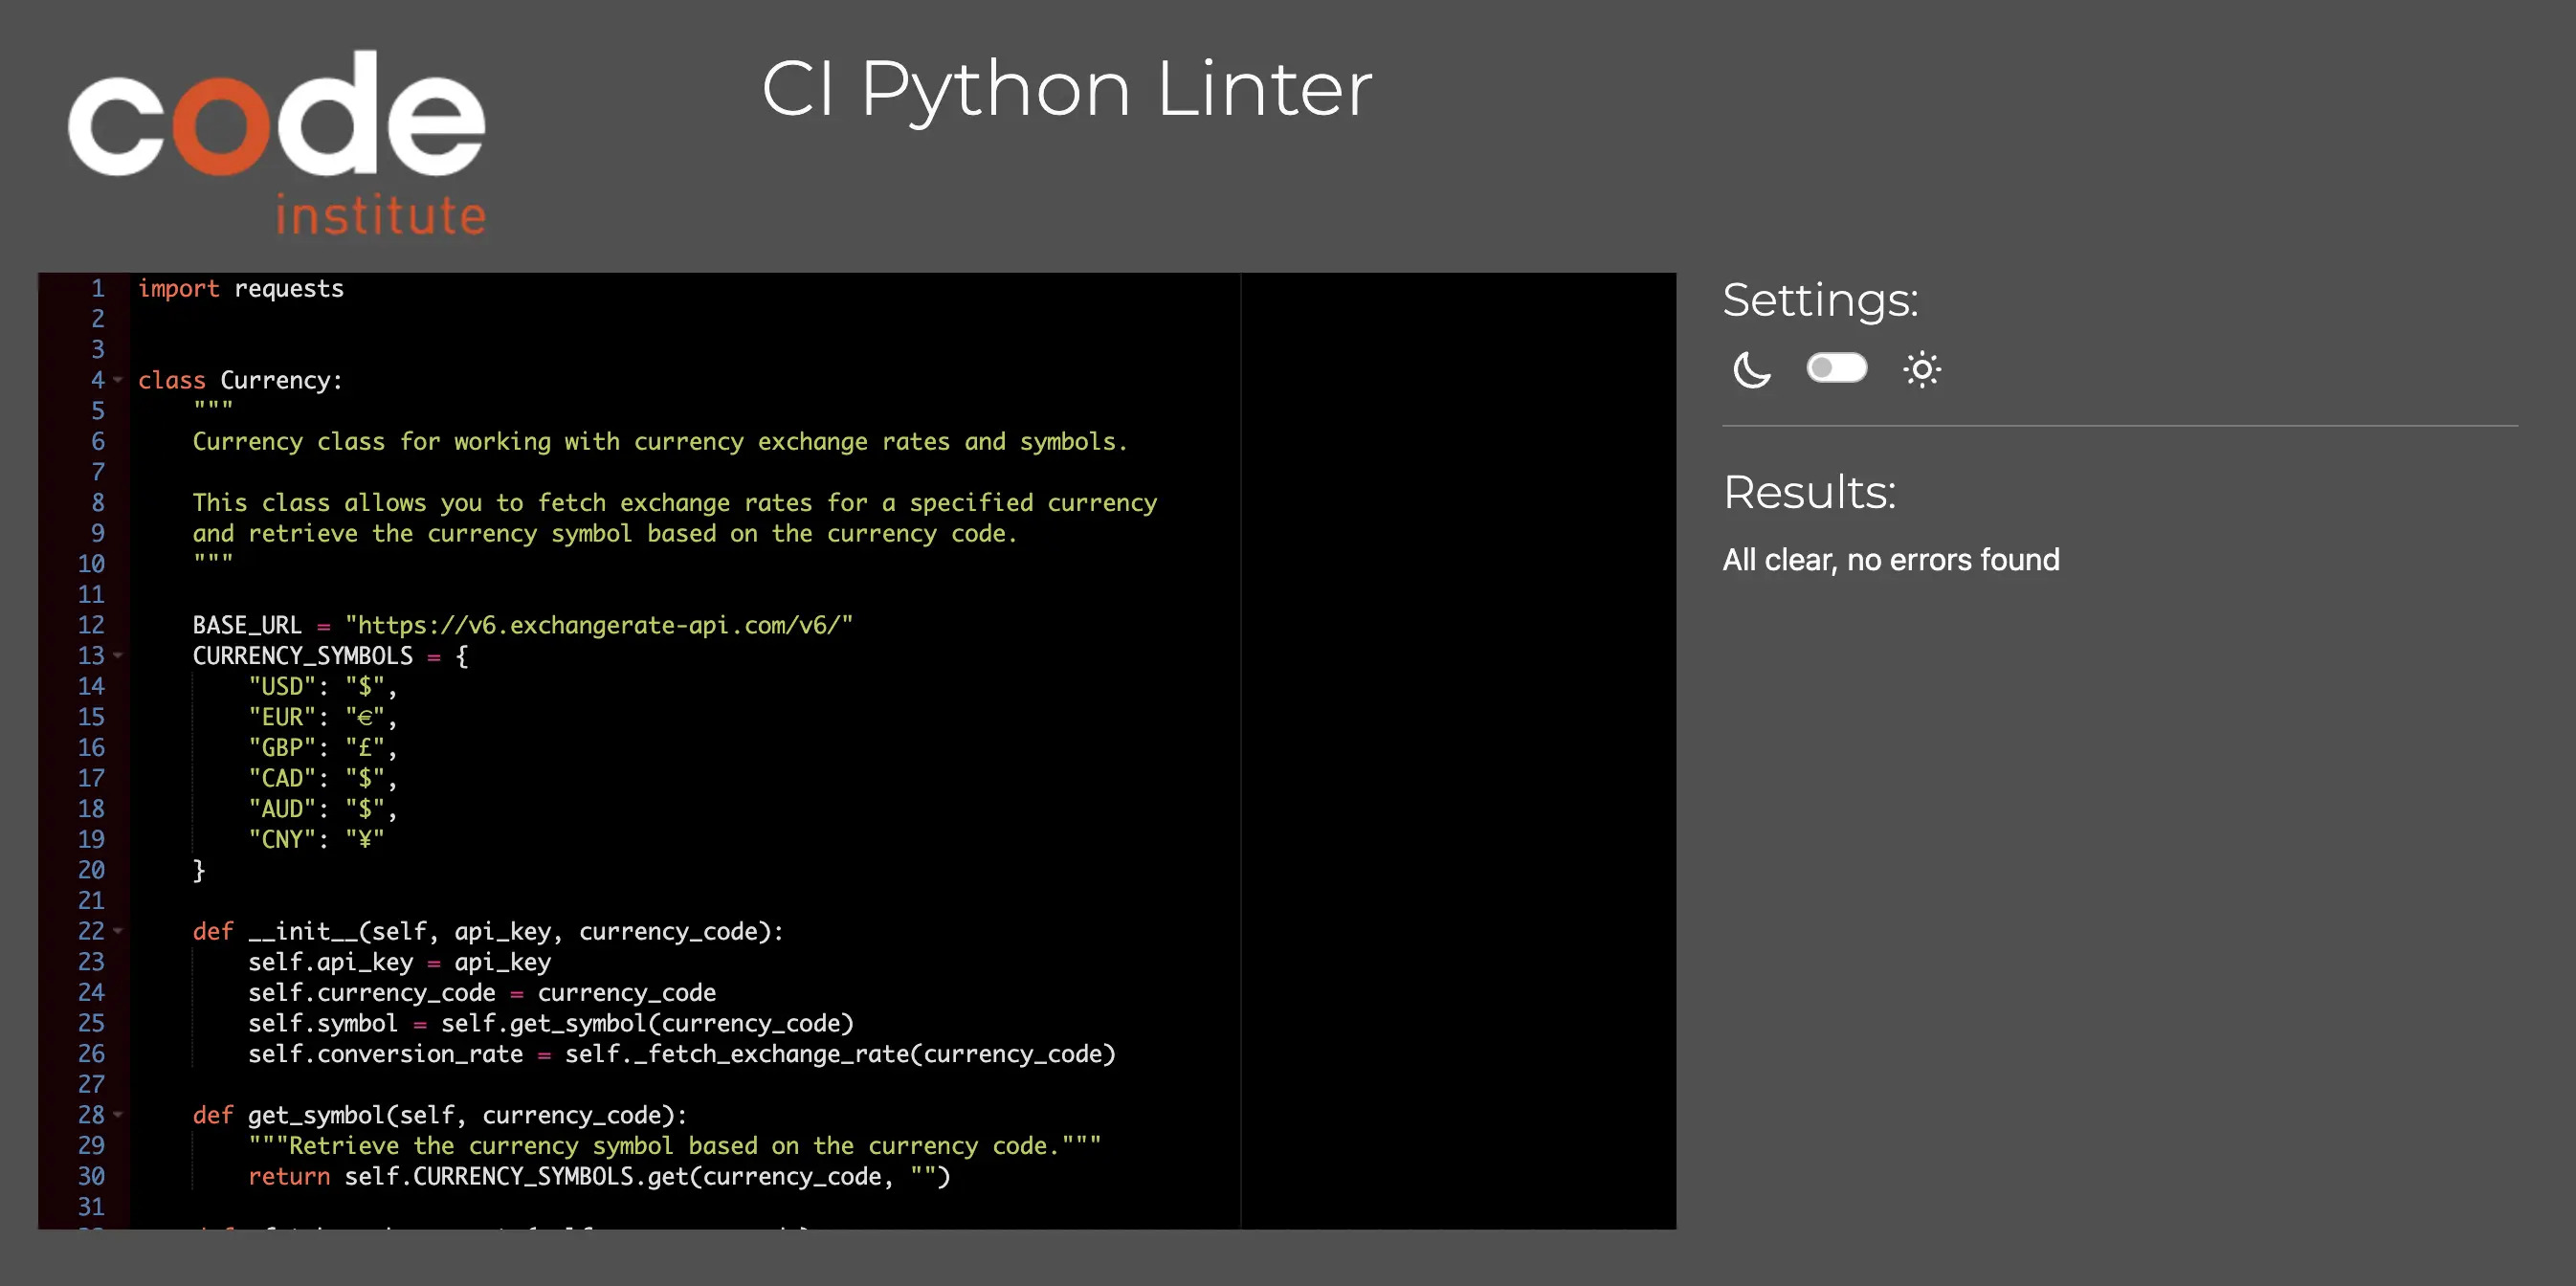 code
institute
CI Python Linter
1 import requests
2
3
4 class Currency:
5     """
6     Currency class for working with currency exchange rates and symbols.
7
8     This class allows you to fetch exchange rates for a specified currency
9     and retrieve the currency symbol based on the currency code.
10     """
11
12     BASE_URL = "https://v6.exchangerate-api.com/v6/"
13     CURRENCY_SYMBOLS = {
14         "USD": "$",
15         "EUR": "€",
16         "GBP": "£",
17         "CAD": "$",
18         "AUD": "$",
19         "CNY": "¥"
20     }
21
22     def __init__(self, api_key, currency_code):
23         self.api_key = api_key
24         self.currency_code = currency_code
25         self.symbol = self.get_symbol(currency_code)
26         self.conversion_rate = self._fetch_exchange_rate(currency_code)
27
28     def get_symbol(self, currency_code):
29         """Retrieve the currency symbol based on the currency code."""
30         return self.CURRENCY_SYMBOLS.get(currency_code, "")
31
Settings:
Results:
All clear, no errors found